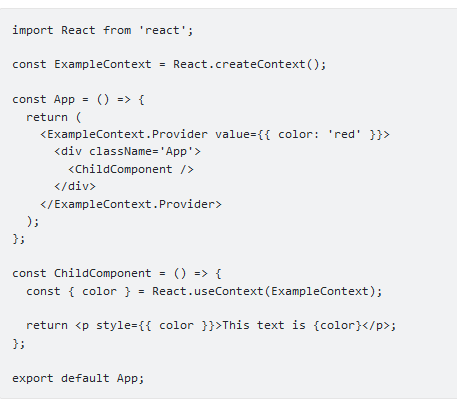 import React from 'react';
const ExampleContext = React.createContext();
const App = () => {
  return (
    <ExampleContext.Provider value={{ color: 'red' }}>
      <div className='App'>
        <ChildComponent />
      </div>
    </ExampleContext.Provider>
  );
};
const ChildComponent = () => {
  const { color } = React.useContext(ExampleContext);
  return <p style={{ color }}>This text is {color}</p>;
};
export default App;